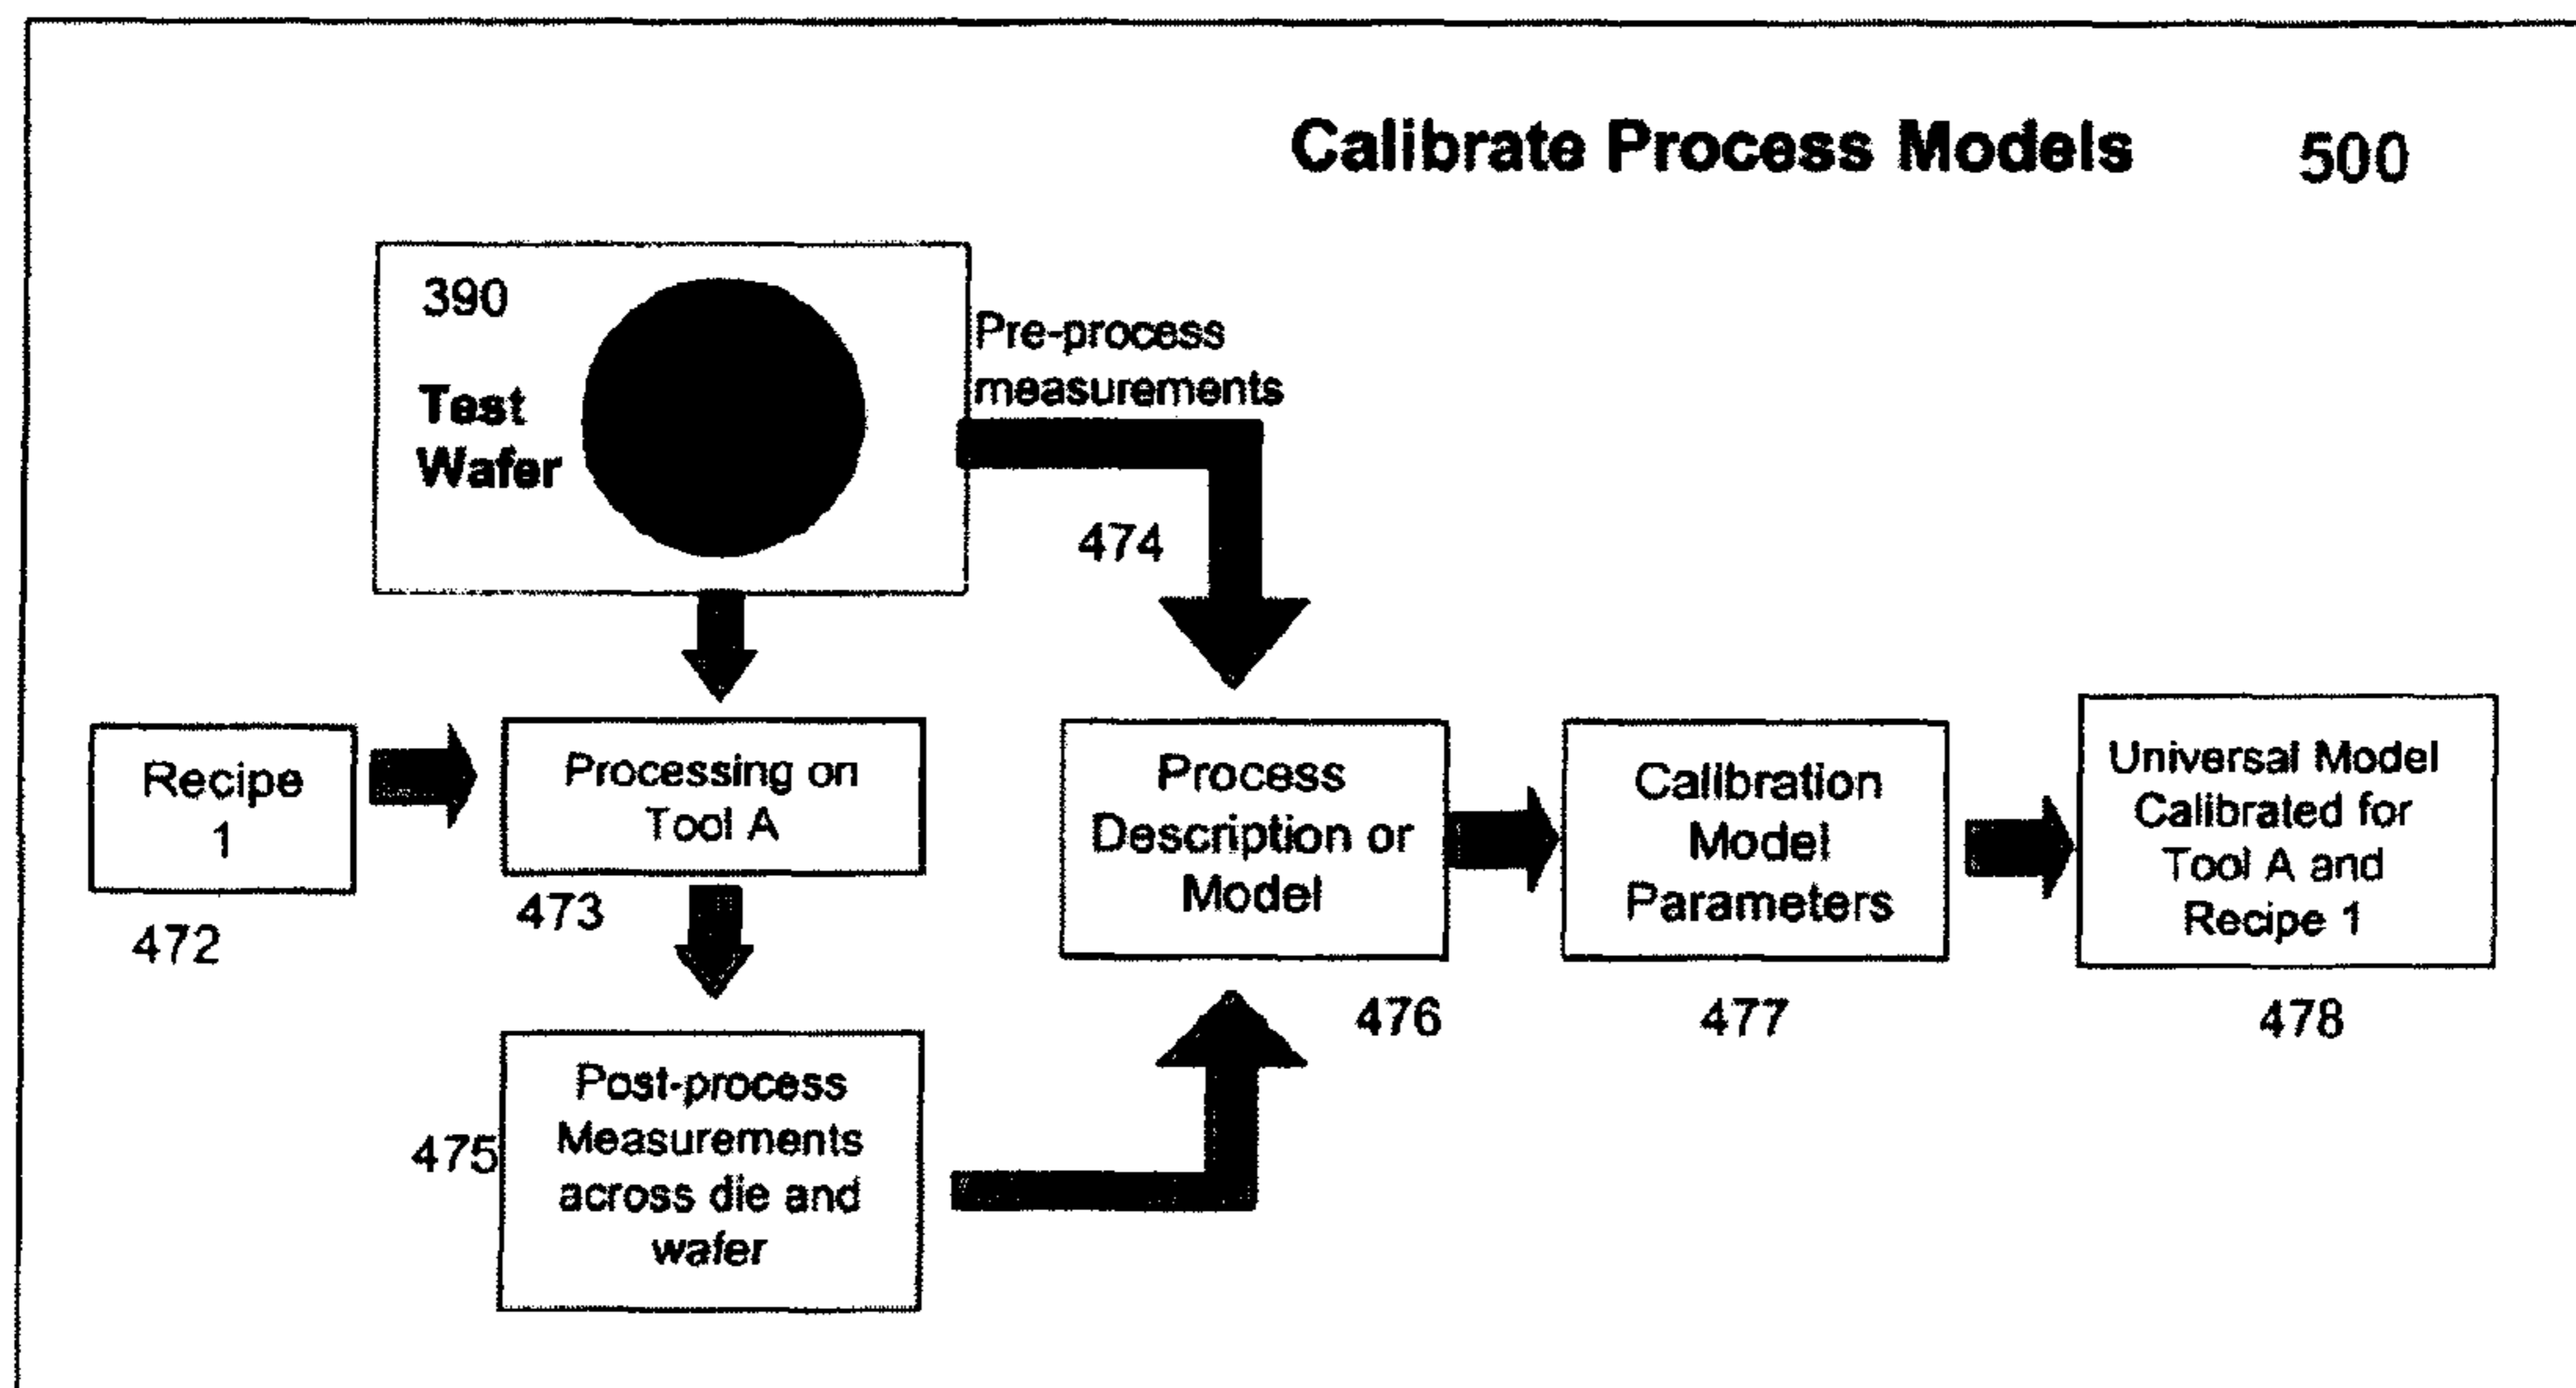 Calibrate Process Models 500
390
Test
Wafer
Pre-process
measurements
474
Recipe
1
472
Processing on
Tool A
473
Process
Description or
Model
476
Calibration
Model
Parameters
477
Universal Model
Calibrated for
Tool A and
Recipe 1
478
475
Post-process
Measurements
across die and
wafer